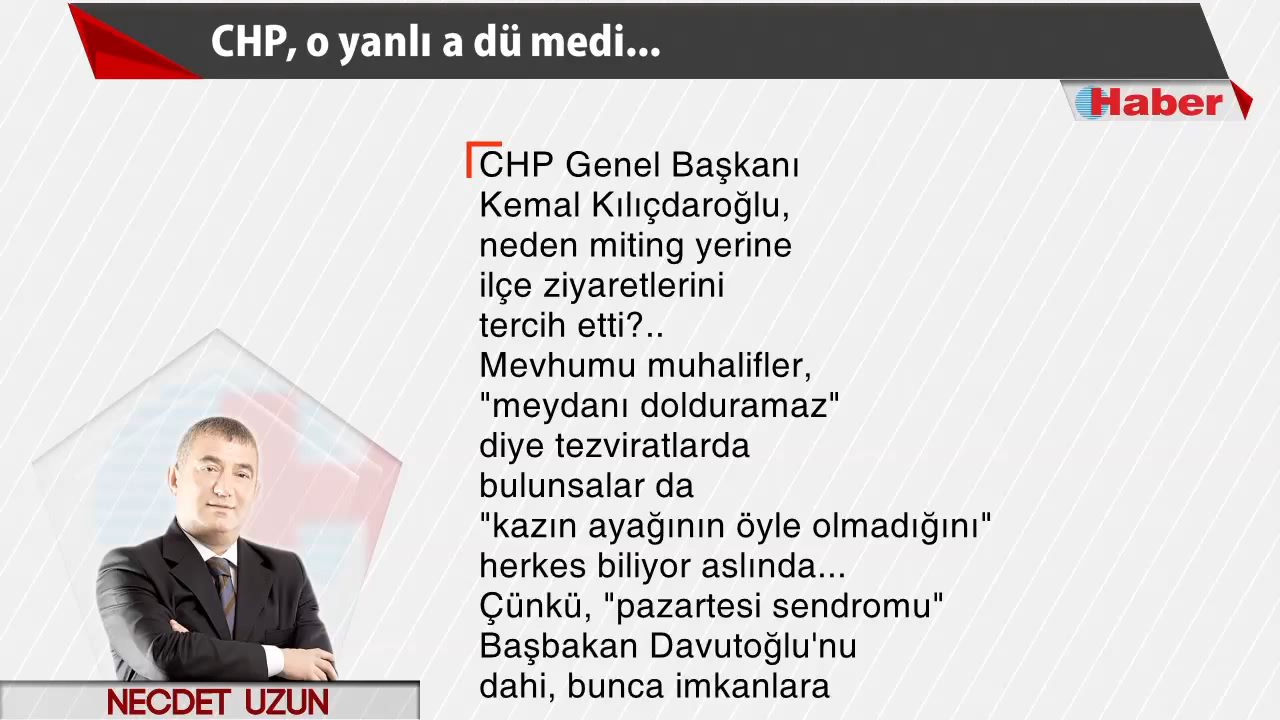 CHP, o yanlı a dü medi...
Haber
CHP Genel Başkanı
Kemal Kılıçdaroğlu,
neden miting yerine
ilçe ziyaretlerini
tercih etti?..
Mevhumu muhalifler,
"meydanı dolduramaz"
diye tezviratlarda
bulunsalar da
"kazın ayağının öyle olmadığını"
herkes biliyor aslında...
Çünkü, "pazartesi sendromu"
Başbakan Davutoğlu'nu
dahi, bunca imkanlara
NECDET UZUN